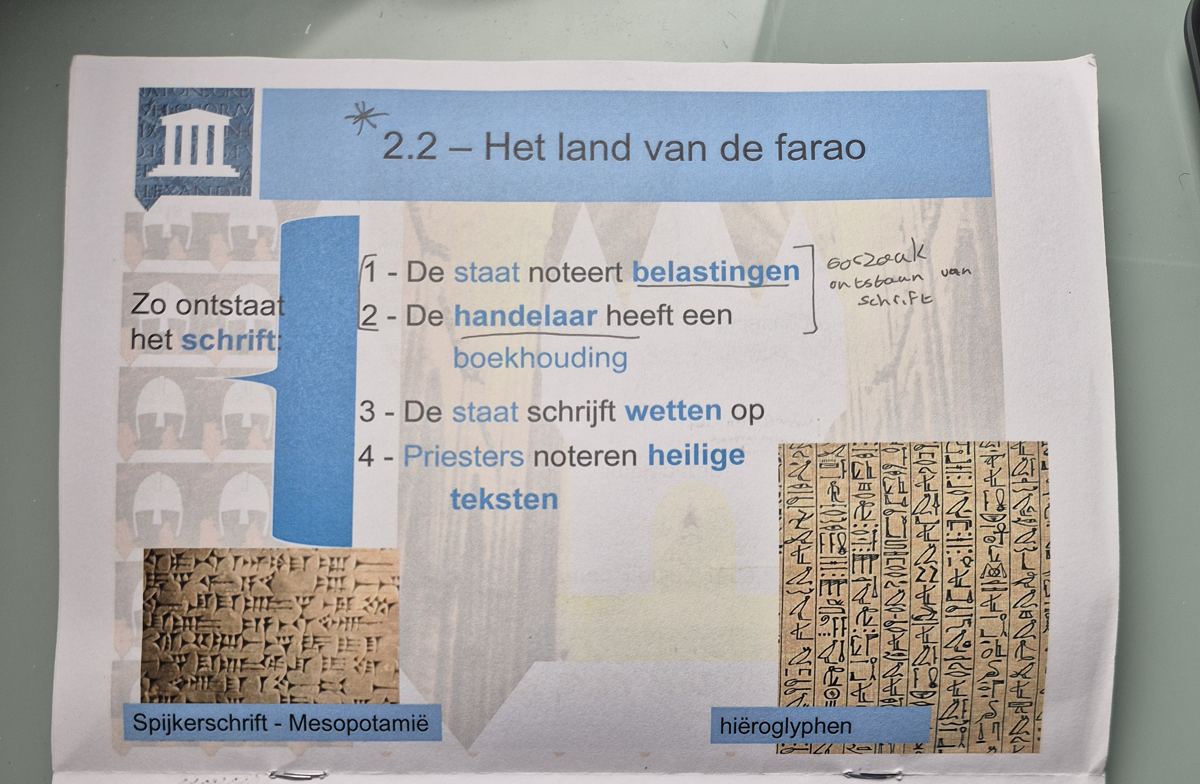 2.2 – Het land van de farao
Zo ontstaat
het schrift:
1 - De staat noteert belastingen
2 - De handelaar heeft een
boekhouding
3 - De staat schrijft wetten op
4 - Priesters noteren heilige
teksten
oorzaak
ontstaan van
schrift
Spijkerschrift - Mesopotamië
hiëroglyphen